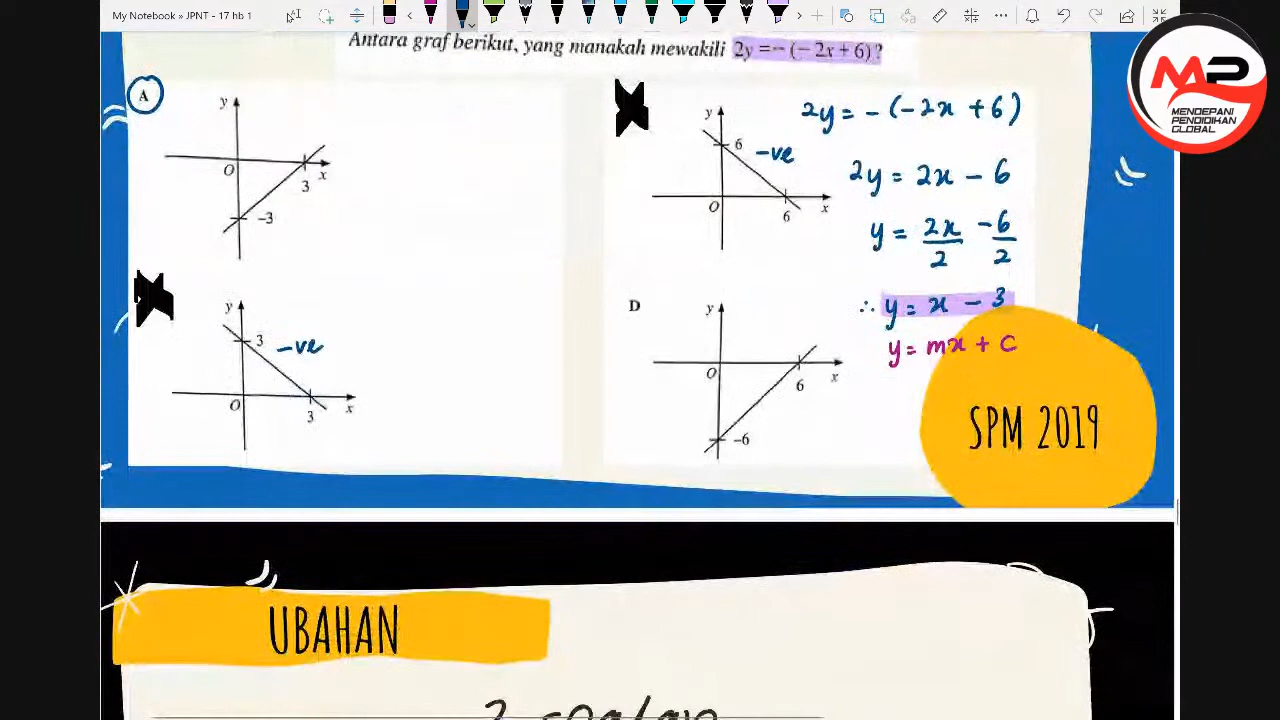 My Notebook » JPNT - 17 hb 1
MP
MENDEPANI
PENDIDIKAN
GLOBAL
Antara graf berikut, yang manakah mewakili 2y = – (– 2x + 6)?
A
y
O
3
x
–3
y
6
-ve
O
6
x
2y = - (-2x + 6)
2y = 2x - 6
y = 2x/2 -6/2
∴ y = x - 3
y = mx + c
y
3
-ve
O
3
x
D
y
O
6
x
–6
SPM 2019
UBAHAN